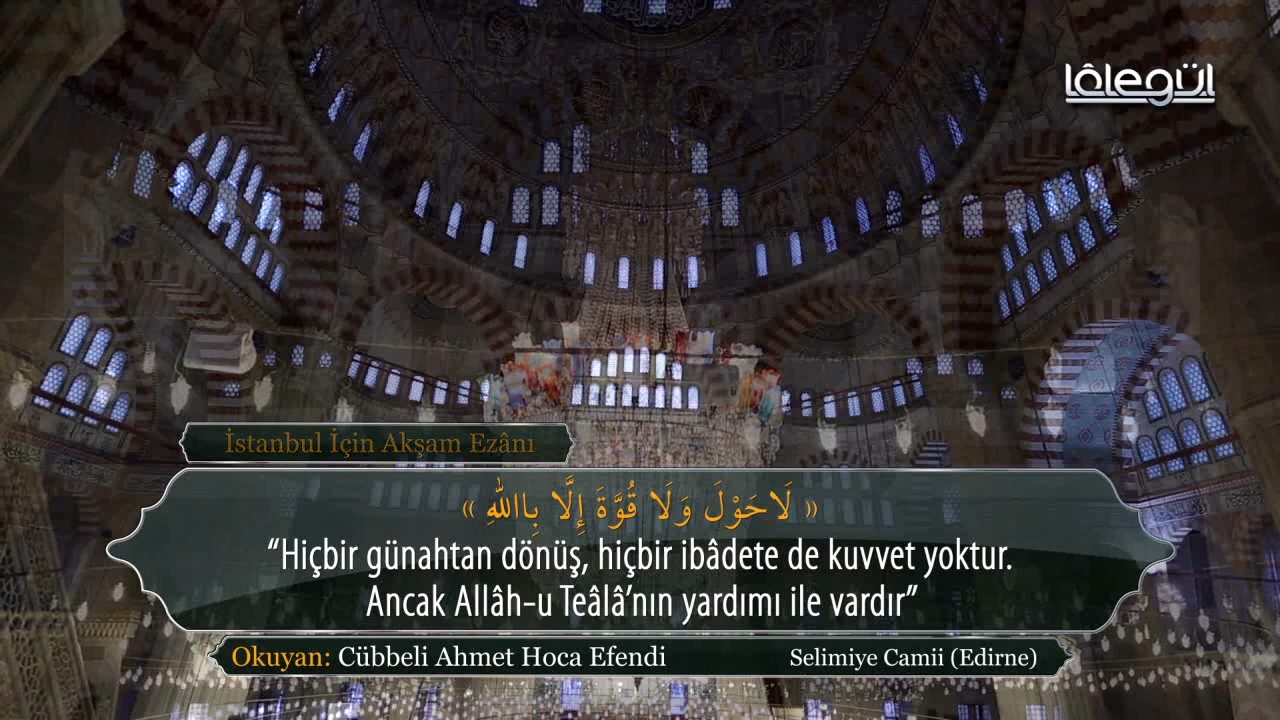 lâlegül
İstanbul İçin Akşam Ezânı
« لَاحَوْلَ وَلَا قُوَّةَ إِلَّا بِاللّٰهِ »
“Hiçbir günahtan dönüş, hiçbir ibâdete de kuvvet yoktur.
Ancak Allâh-u Teâlâ’nın yardımı ile vardır”
Okuyan: Cübbeli Ahmet Hoca Efendi Selimiye Camii (Edirne)